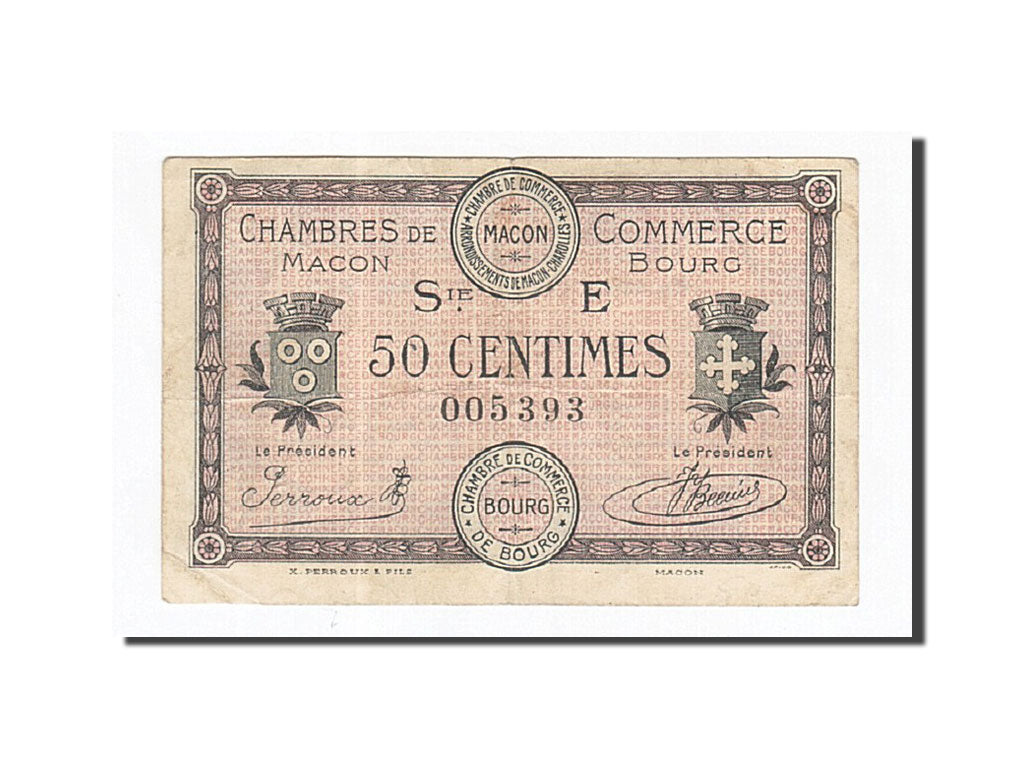 CHAMBRES DE COMMERCE
MACON BOURG
CHAMBRE DE COMMERCE
★ ARRONDISSEMENTS DE MACON-CHAROLLES ★
MACON
SIE. E
50 CENTIMES
005393
Le Président Le Président
Perroux
CHAMBRE DE COMMERCE
★ DE BOURG ★
BOURG
X. PERROUX & FILS MACON